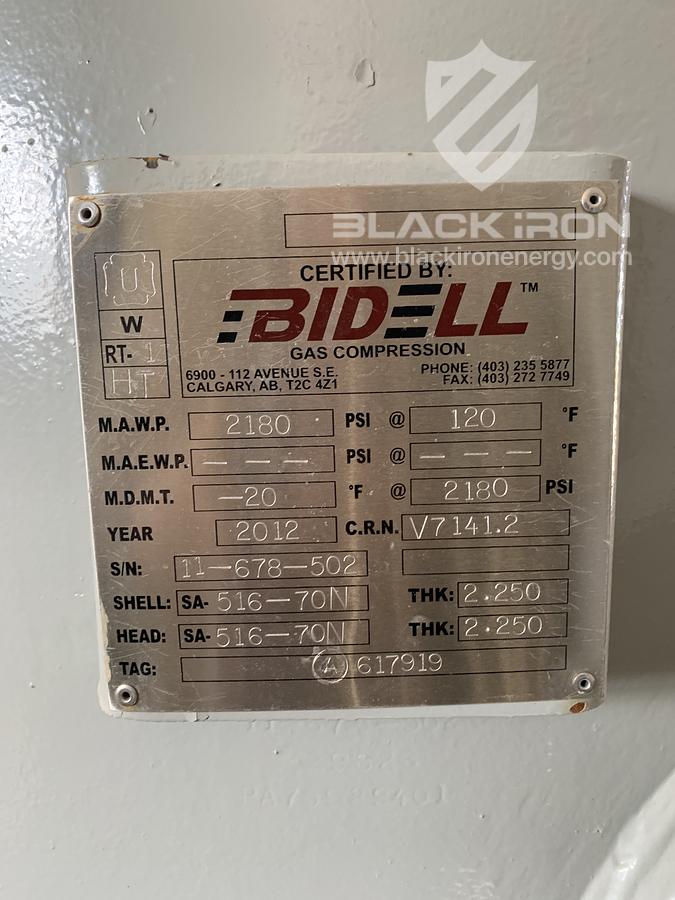 BLACK iRON
www.blackironenergy.com
U
W
RT- 1
HT
CERTIFIED BY:
BIDELL™
GAS COMPRESSION
6900 - 112 AVENUE S.E.
CALGARY, AB, T2C 4Z1
PHONE: (403) 235 5877
FAX: (403) 272 7749
M.A.W.P. 2180 PSI @ 120 °F
M.A.E.W.P. — — — PSI @ — — — °F
M.D.M.T. —20 °F @ 2180 PSI
YEAR 2012 C.R.N. V7141.2
S/N: 11—678—502
SHELL: SA- 516—70N THK: 2.250
HEAD: SA- 516—70N THK: 2.250
TAG: (A) 617919